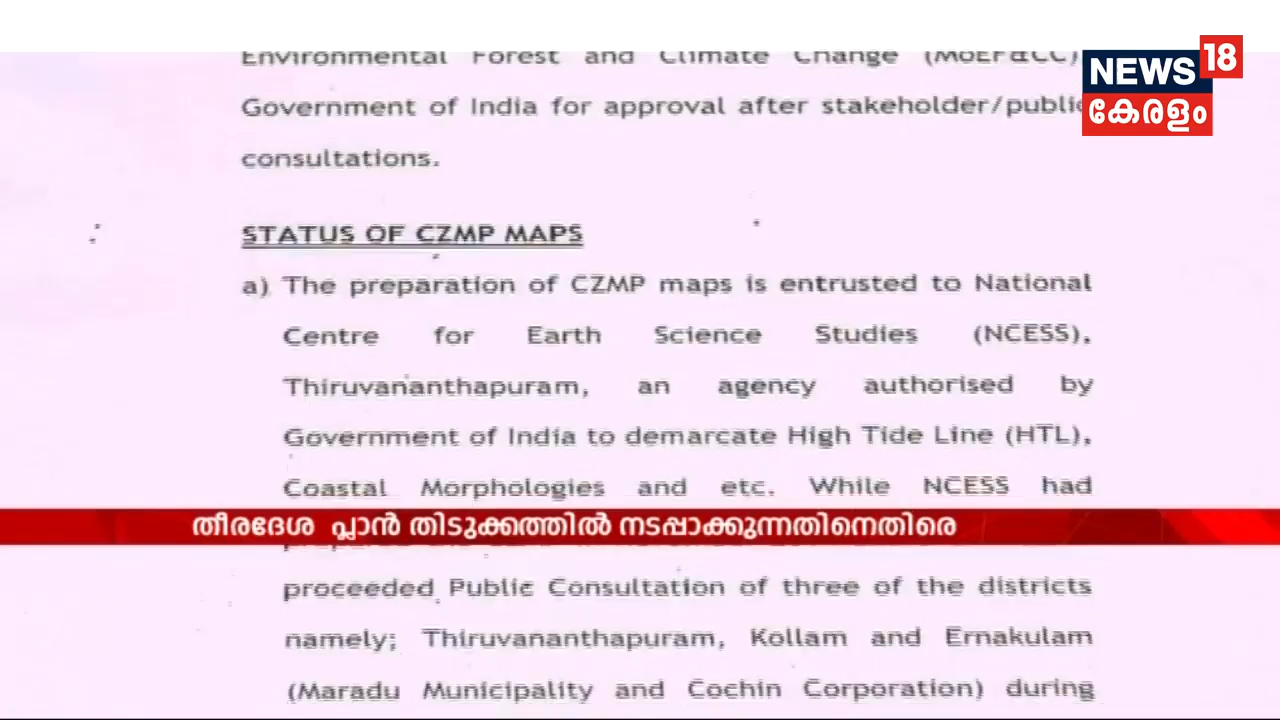 Environmental Forest and Climate Change (MoEF&CC)
NEWS 18
കേരളം
Government of India for approval after stakeholder/public
consultations.
STATUS OF CZMP MAPS
a) The preparation of CZMP maps is entrusted to National
Centre for Earth Science Studies (NCESS),
Thiruvananthapuram, an agency authorised by
Government of India to demarcate High Tide Line (HTL),
Coastal Morphologies and etc. While NCESS had
തീരദേശ പ്ലാൻ തിടുക്കത്തിൽ നടപ്പാക്കുന്നതിനെതിരെ
proceeded Public Consultation of three of the districts
namely; Thiruvananthapuram, Kollam and Ernakulam
(Maradu Municipality and Cochin Corporation) during